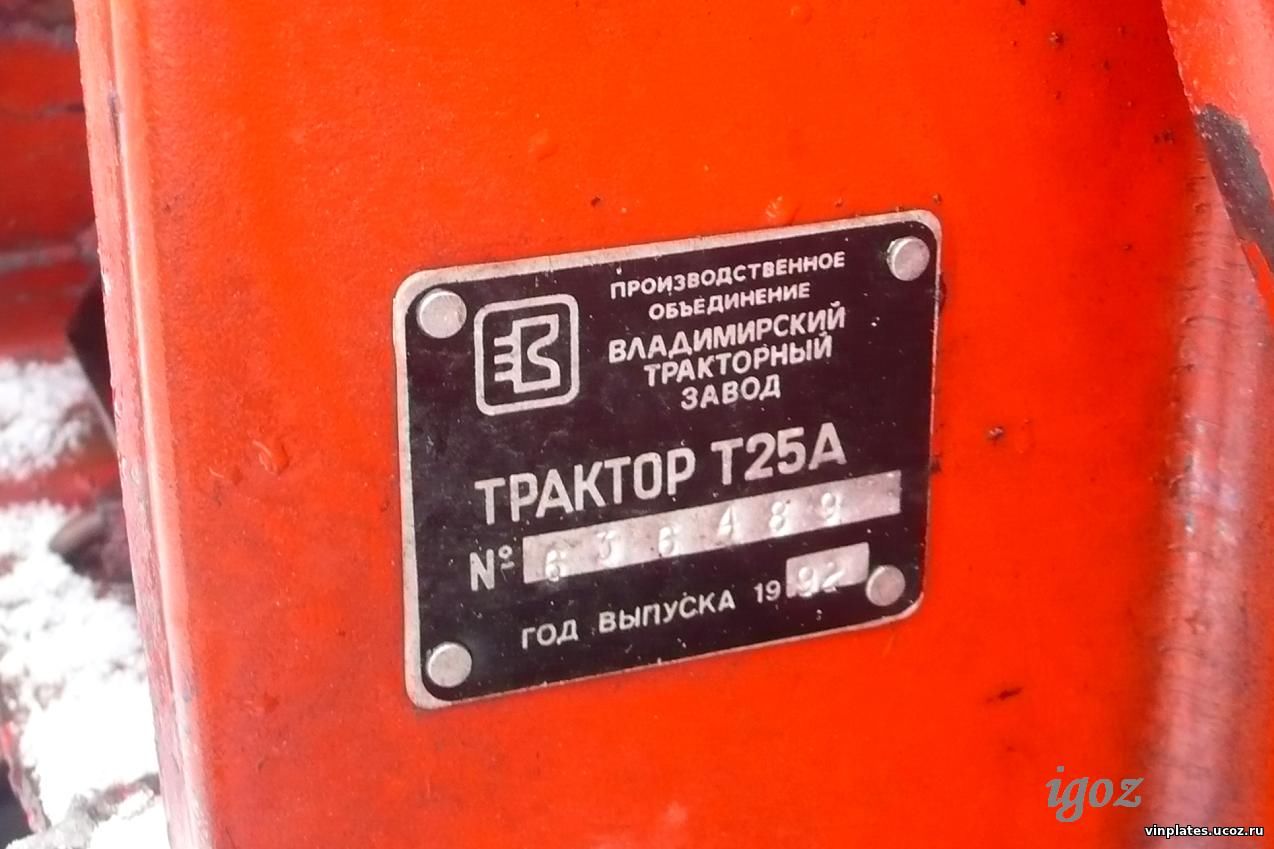 ПРОИЗВОДСТВЕННОЕ
ОБЪЕДИНЕНИЕ
ВЛАДИМИРСКИЙ
ТРАКТОРНЫЙ
ЗАВОД
ТРАКТОР Т25А
№ 636489
ГОД ВЫПУСКА 1992
igoz
vinplates.ucoz.ru